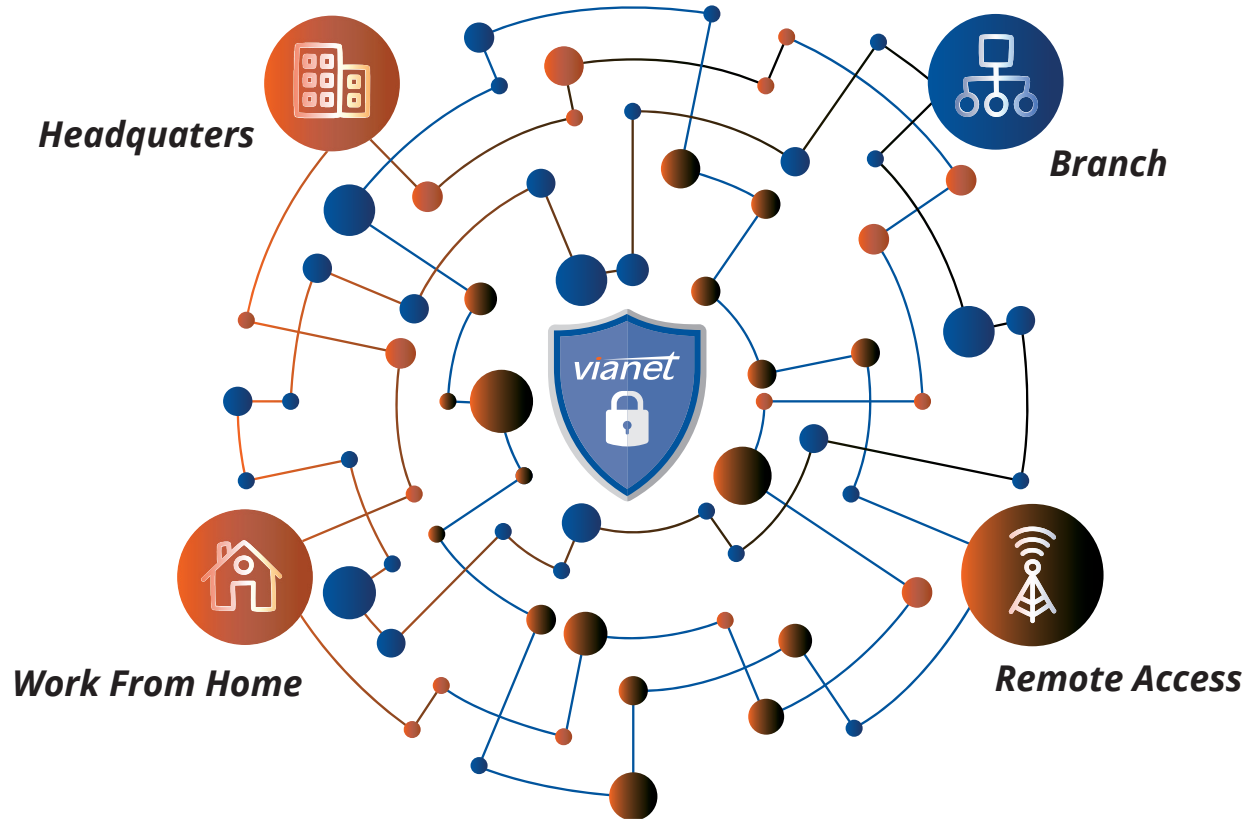 Headquaters
Branch
vianet
Work From Home
Remote Access